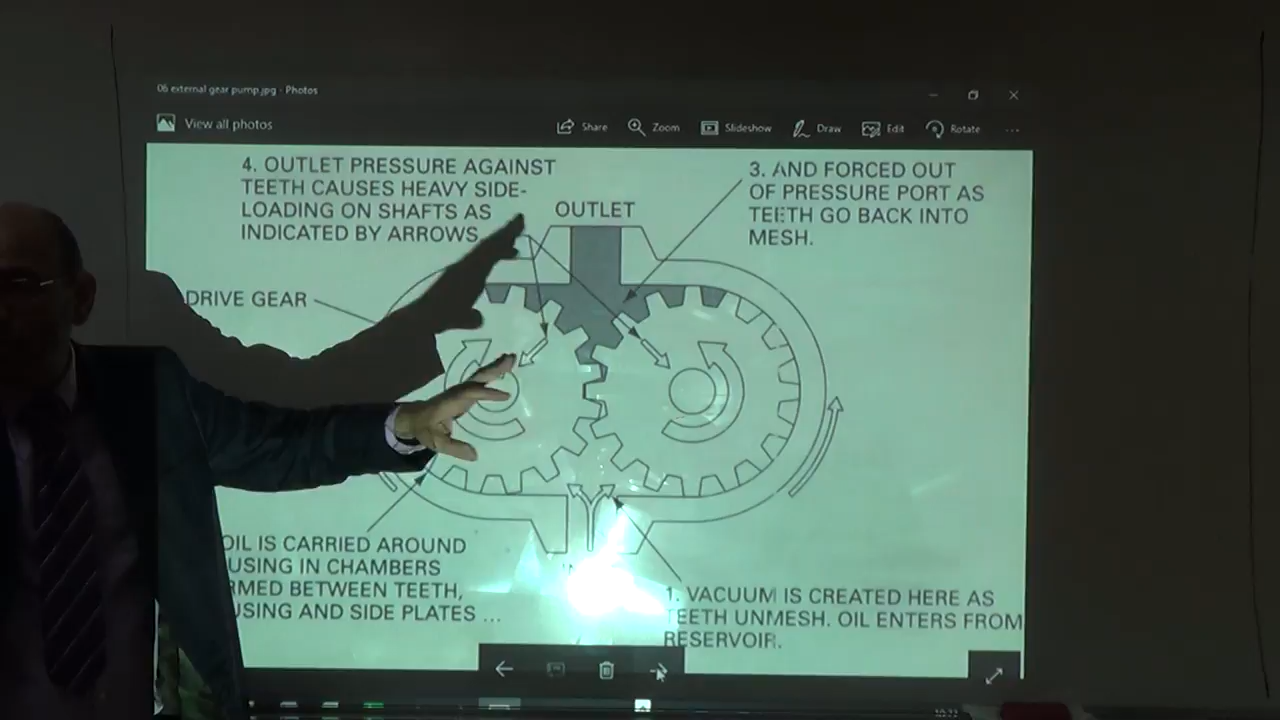 06 external gear pump.jpg - Photos
View all photos
Share Zoom Slideshow Draw Edit Rotate ...
4. OUTLET PRESSURE AGAINST
TEETH CAUSES HEAVY SIDE-
LOADING ON SHAFTS AS
INDICATED BY ARROWS
OUTLET
3. AND FORCED OUT
OF PRESSURE PORT AS
TEETH GO BACK INTO
MESH.
DRIVE GEAR
OIL IS CARRIED AROUND
USING IN CHAMBERS
RMED BETWEEN TEETH,
USING AND SIDE PLATES ...
1. VACUUM IS CREATED HERE AS
TEETH UNMESH. OIL ENTERS FROM
RESERVOIR.